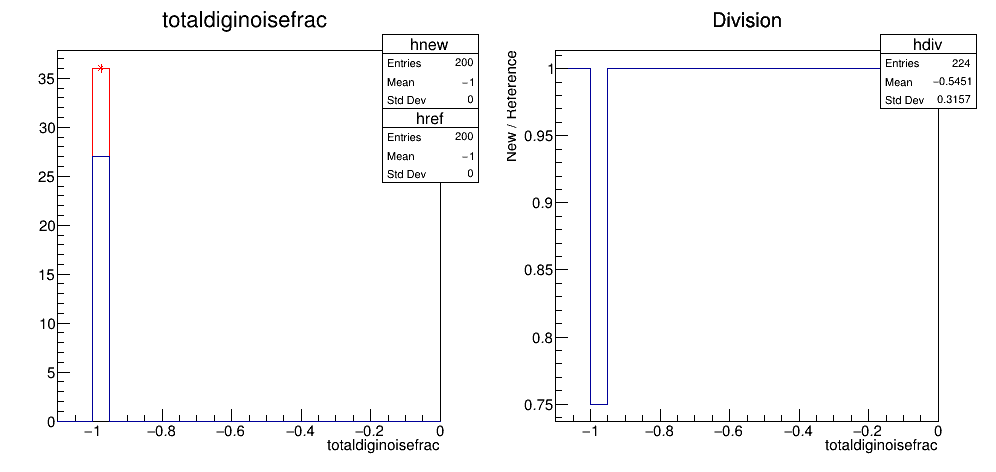 totaldiginoisefrac
hnew
Entries 200
Mean −1
Std Dev 0
href
Entries 200
Mean −1
Std Dev 0
35
30
25
20
15
10
5
0
−1 −0.8 −0.6 −0.4 −0.2 0
totaldiginoisefrac
Division
hdiv
Entries 224
Mean −0.5451
Std Dev 0.3157
New / Reference
1
0.95
0.9
0.85
0.8
0.75
−1 −0.8 −0.6 −0.4 −0.2 0
totaldiginoisefrac